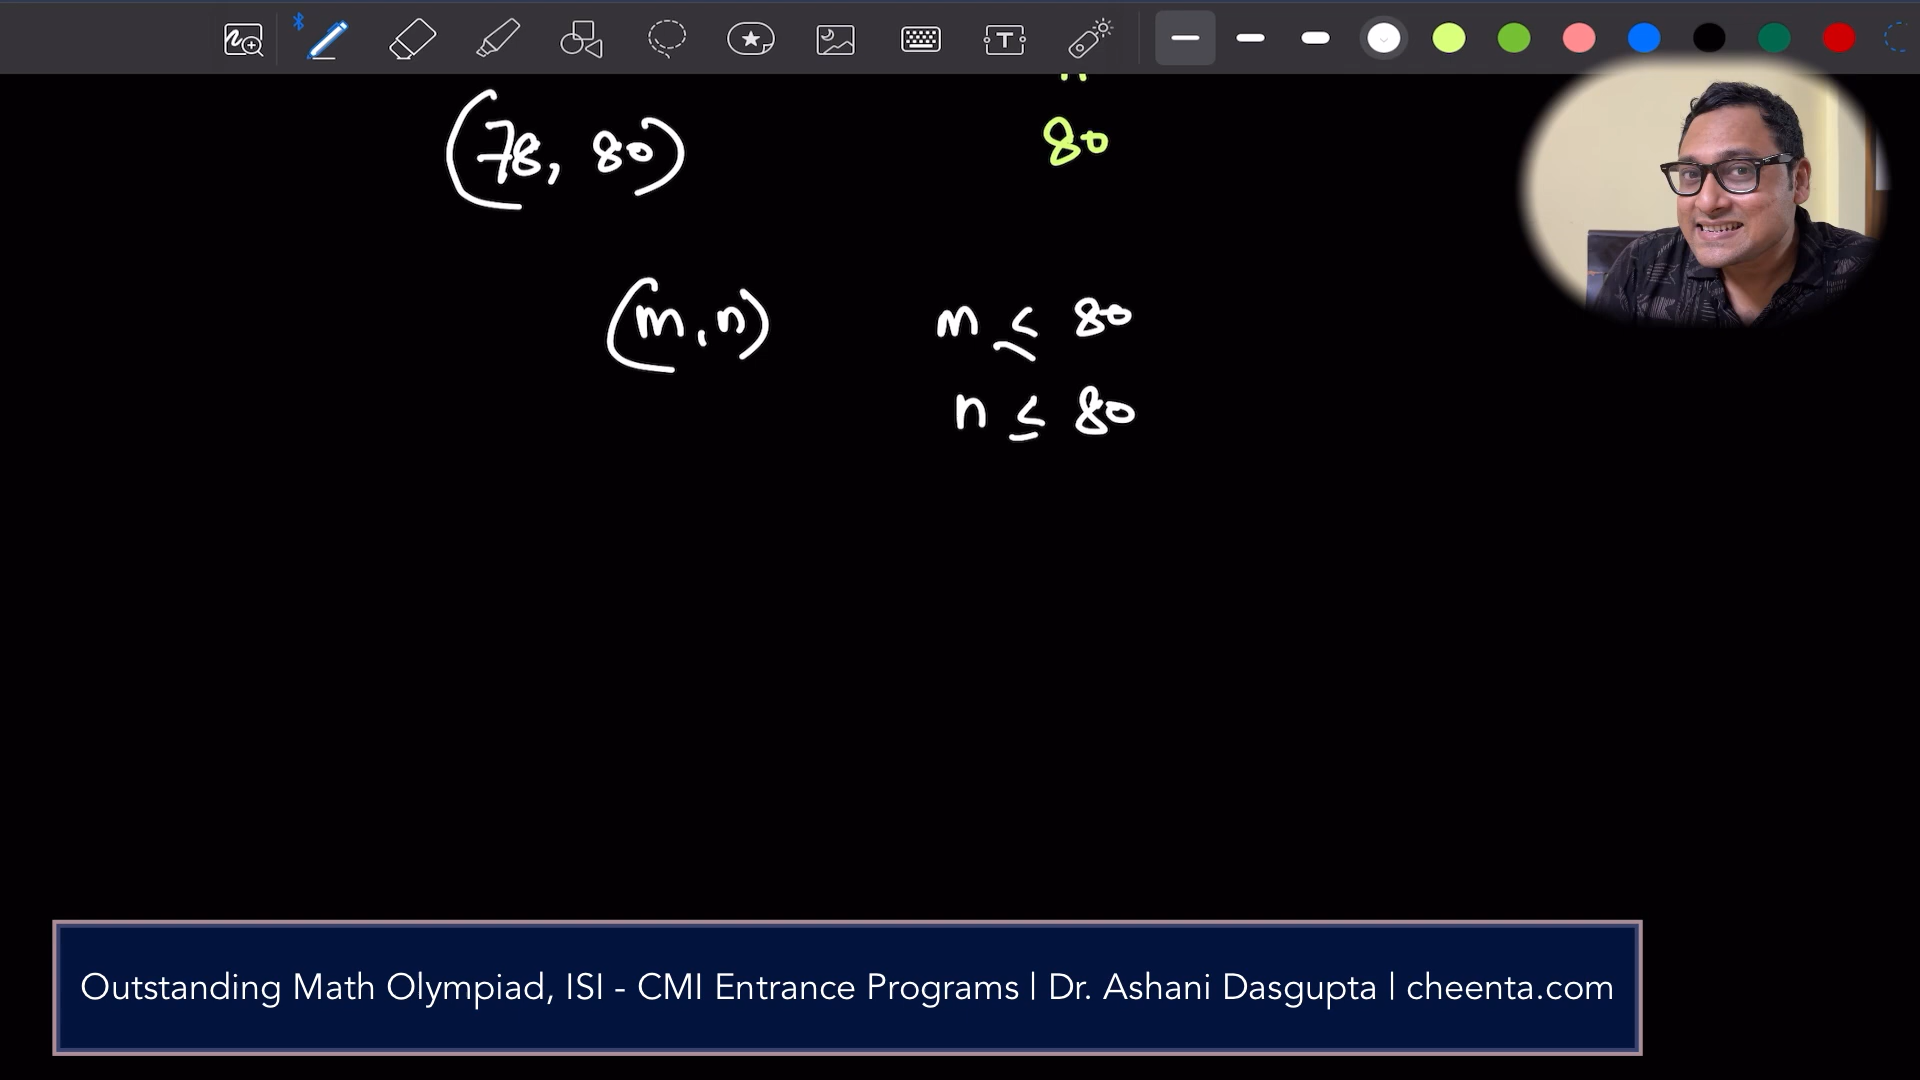 (78, 80)
80
(m, n) m ≤ 80
n ≤ 80
Outstanding Math Olympiad, ISI - CMI Entrance Programs | Dr. Ashani Dasgupta | cheenta.com